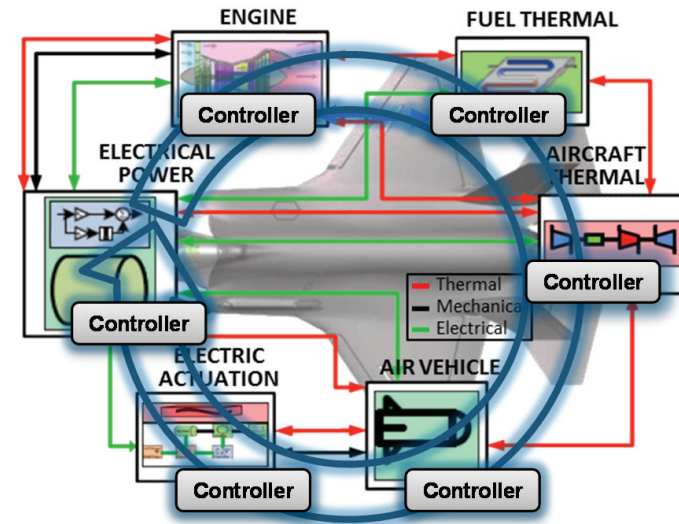 ENGINE
FUEL THERMAL
Controller
Controller
ELECTRICAL
POWER
AIRCRAFT
THERMAL
Thermal
Mechanica
Electrical
Controller
Controller
ELECTRIC
ACTUATION
AIR VEHICLE
Controller
Controller